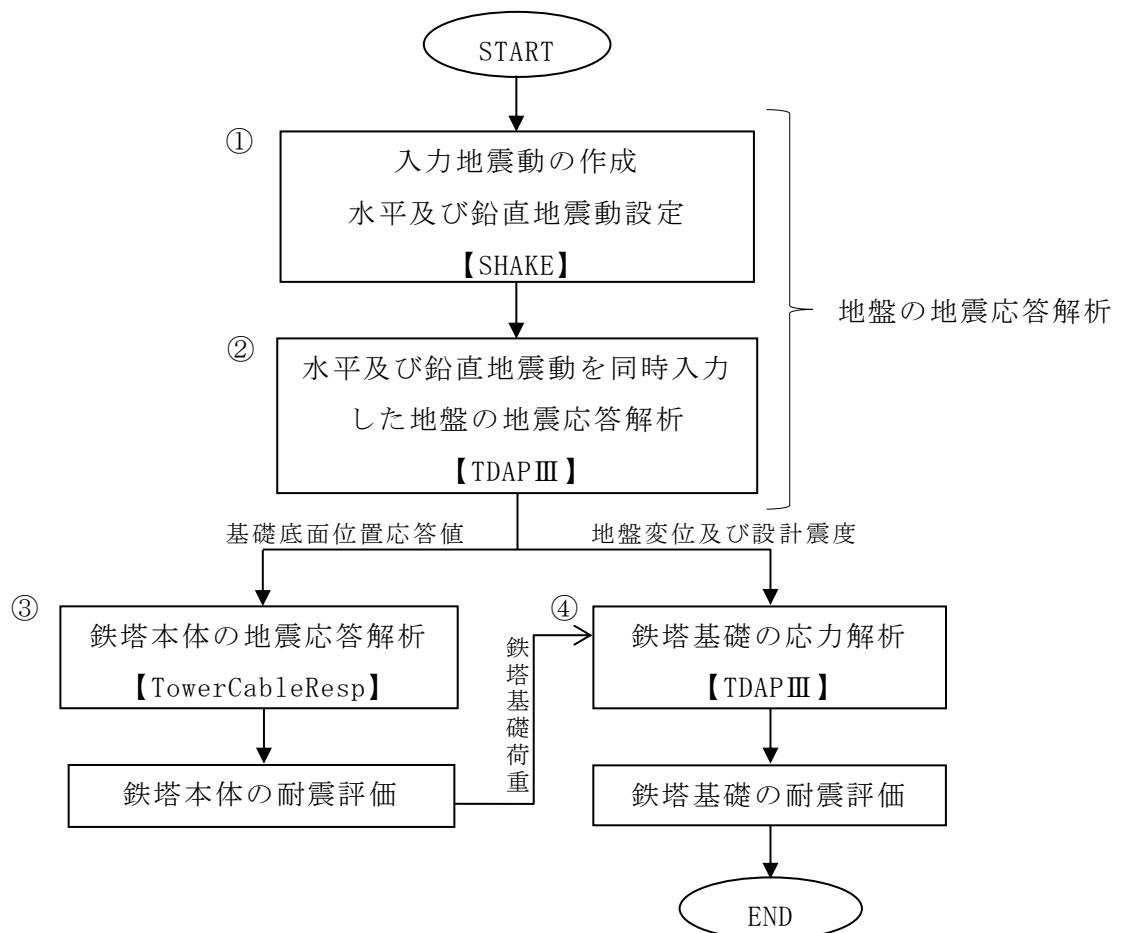 START
①
入力地震動の作成
水平及び鉛直地震動設定
【SHAKE】
地盤の地震応答解析
②
水平及び鉛直地震動を同時入力
した地盤の地震応答解析
【TDAPⅢ】
基礎底面位置応答値
地盤変位及び設計震度
③
鉄塔本体の地震応答解析
【TowerCableResp】
鉄塔基礎荷重
④
鉄塔基礎の応力解析
【TDAPⅢ】
鉄塔本体の耐震評価
鉄塔基礎の耐震評価
END